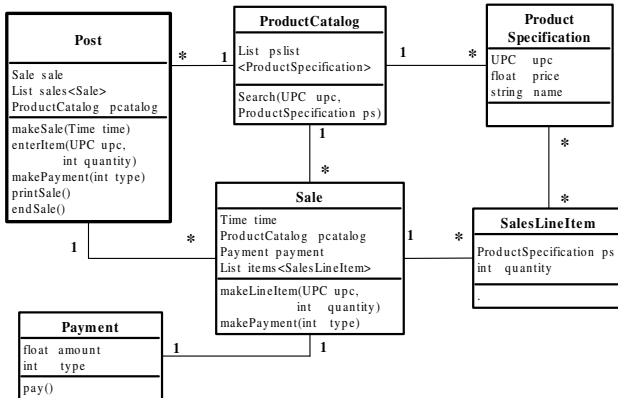 Post
Sale sale
List sales<Sale>
ProductCatalog pcatalog
makeSale(Time time)
enterItem(UPC upc,
int quantity)
makePayment(int type)
printSale()
endSale()
*
1
ProductCatalog
List pslist
<ProductSpecification>
Search(UPC upc,
ProductSpecification ps)
1
*
Product
Specification
UPC upc
float price
string name
1
*
*
*
1
*
Sale
Time time
ProductCatalog pcatalog
Payment payment
List items<SalesLineItem>
makeLineItem(UPC upc,
int quantity)
makePayment(int type)
1
*
SalesLineItem
ProductSpecification ps
int quantity
.
Payment
float amount
int type
pay()
1
1